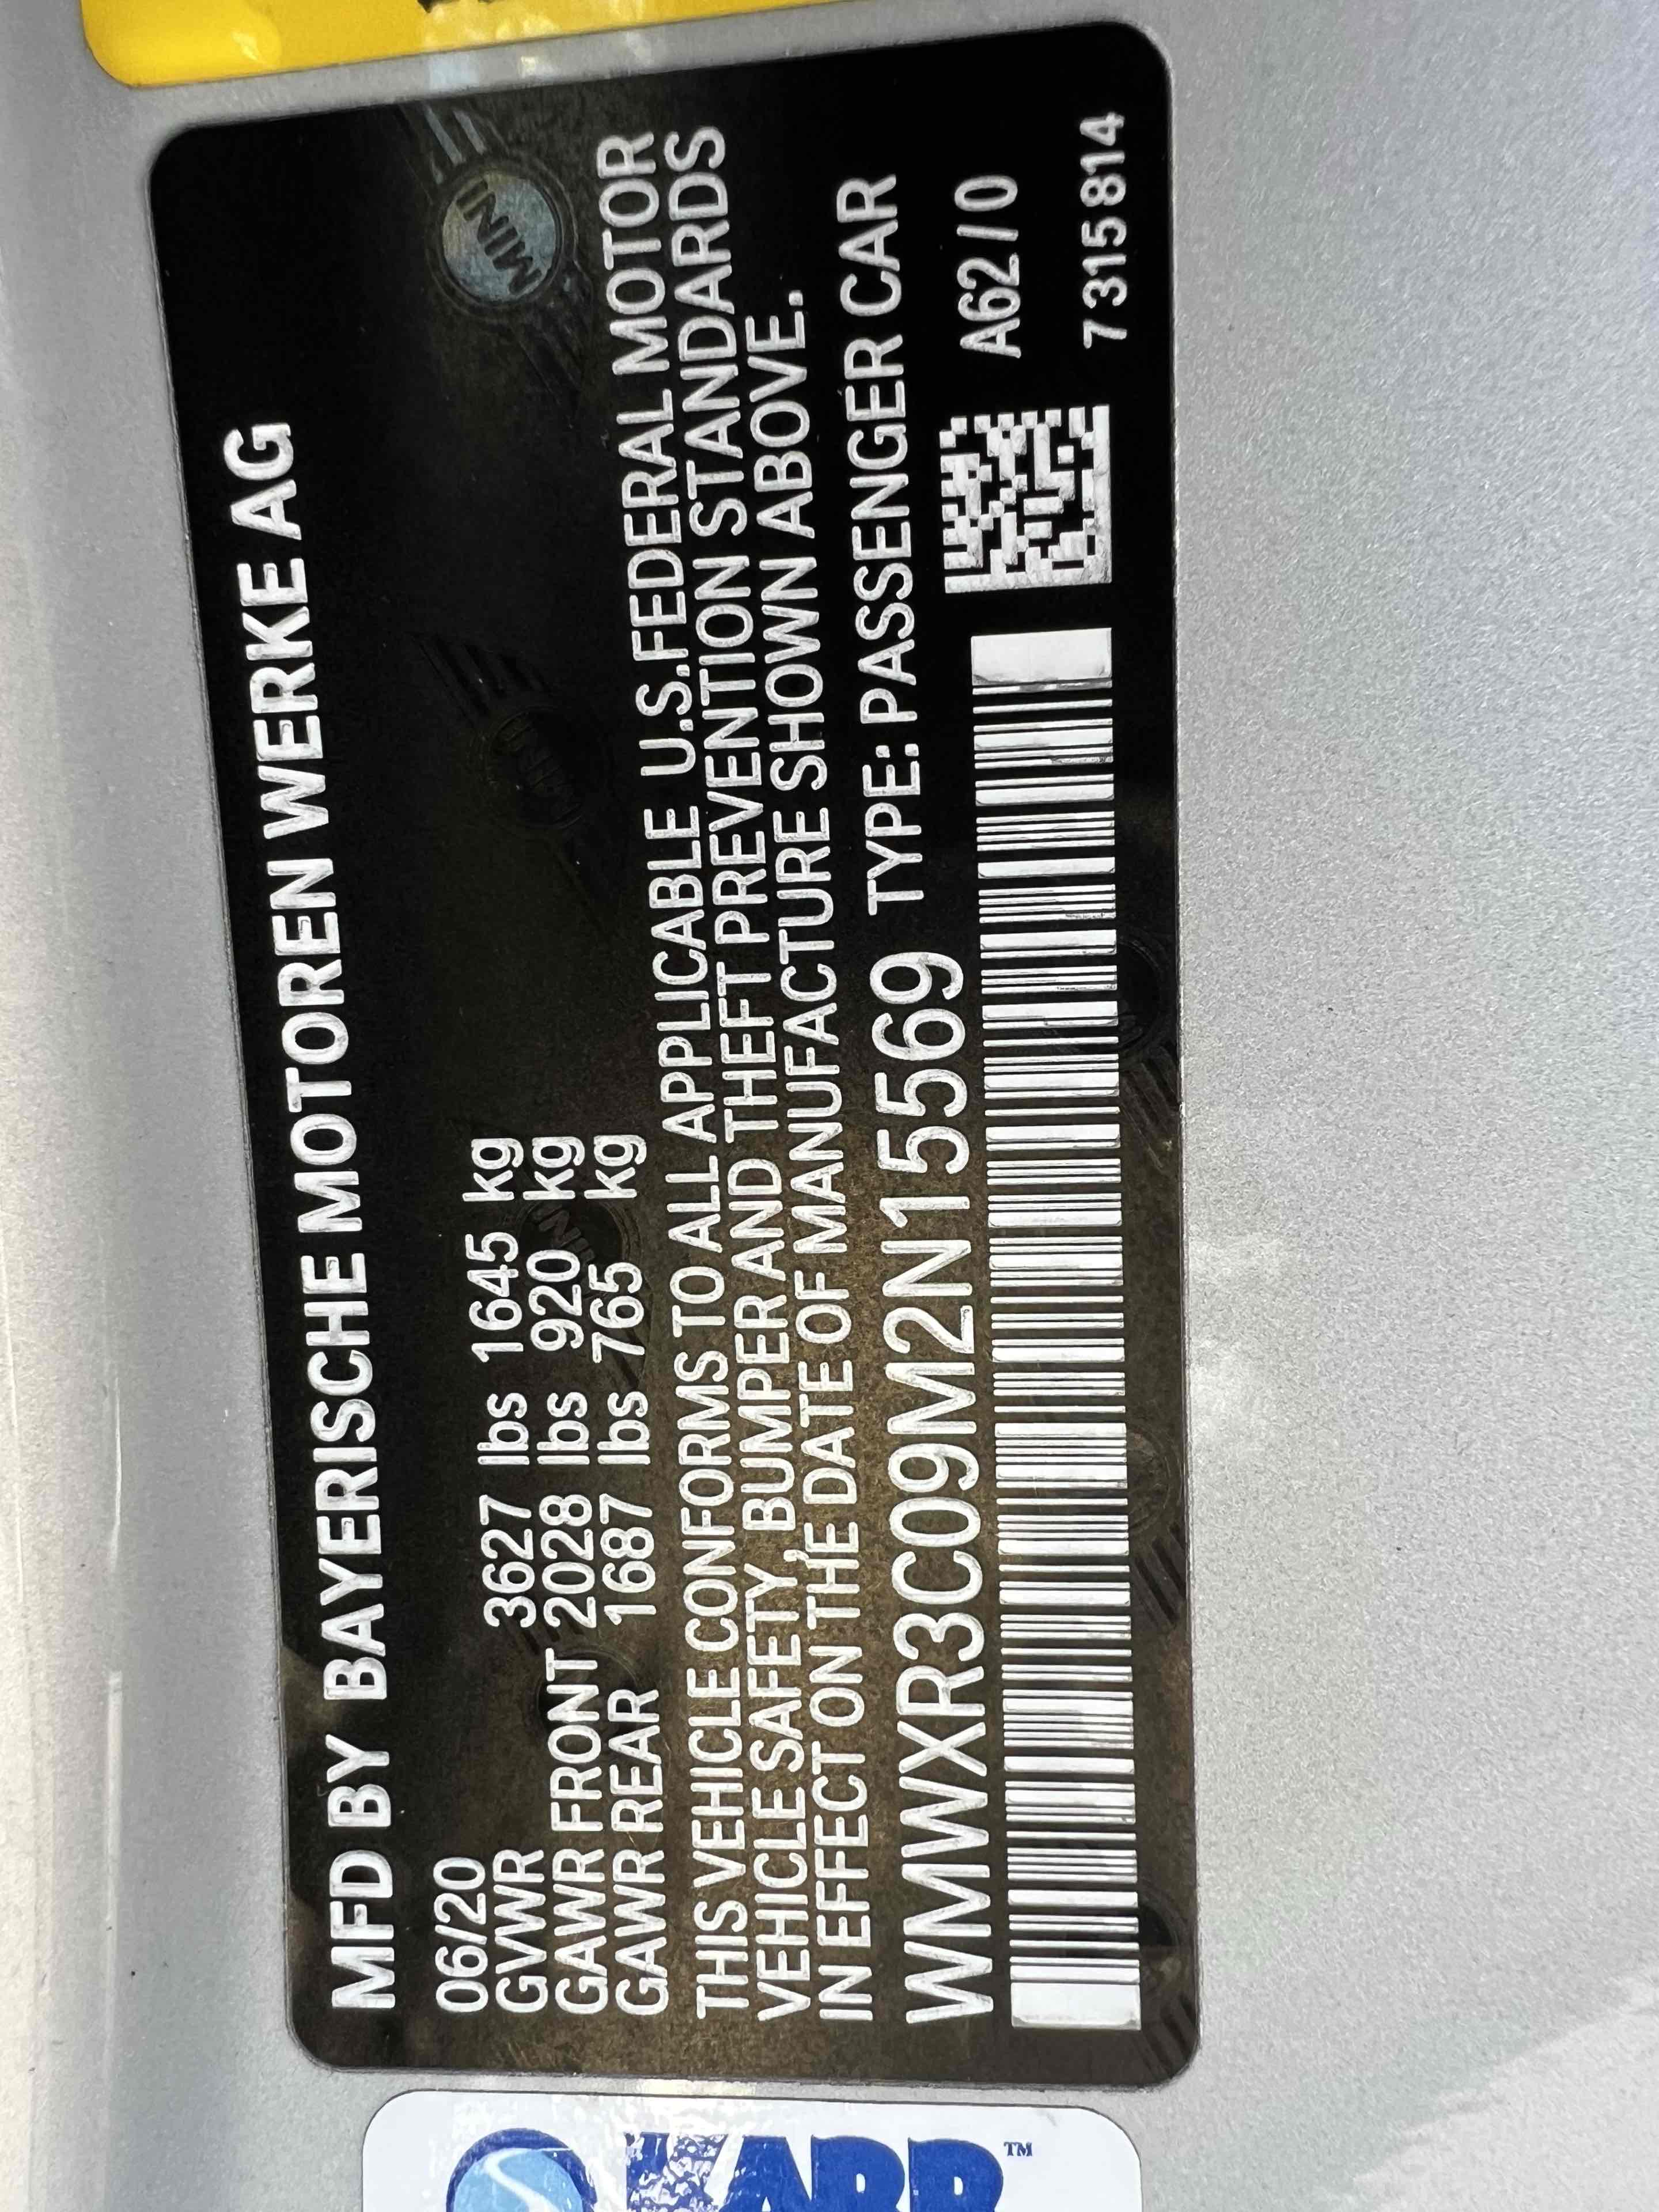 MFD BY BAYERISCHE MOTOREN WERKE AG
MINI
06/20
GVWR 3627 lbs 1645 kg
GAWR FRONT 2028 lbs 920 kg
GAWR REAR 1687 lbs 765 kg
THIS VEHICLE CONFORMS TO ALL APPLICABLE U.S.FEDERAL MOTOR
VEHICLE SAFETY, BUMPER AND THEFT PREVENTION STANDARDS
IN EFFECT ON THE DATE OF MANUFACTURE SHOWN ABOVE.
WMWXR3C09M2N15569 TYPE: PASSENGER CAR
A62/0
7315814
KARR™